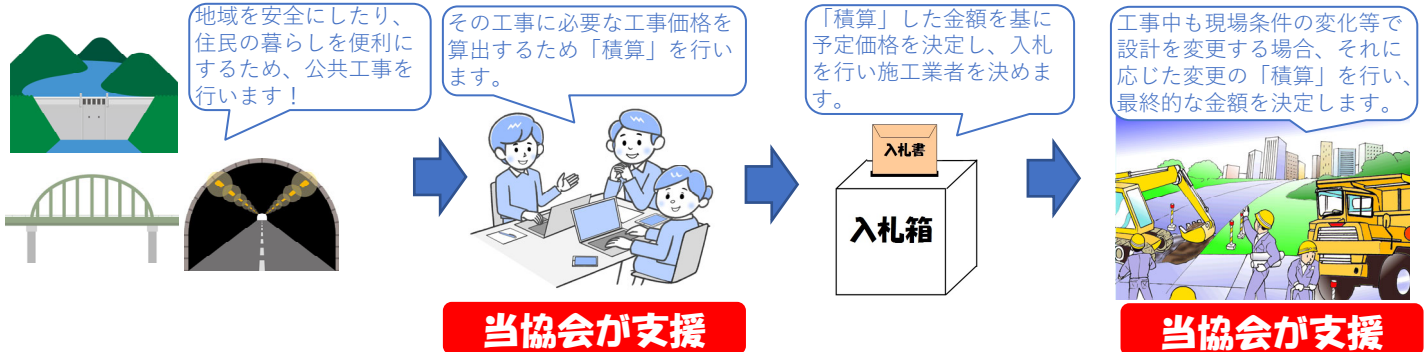 地域を安全にしたり、
住民の暮らしを便利に
するため、公共工事を
行います！
その工事に必要な工事価格を
算出するため「積算」を行い
ます。
「積算」した金額を基に
予定価格を決定し、入札
を行い施工業者を決めま
す。
工事中も現場条件の変化等で
設計を変更する場合、それに
応じた変更の「積算」を行い、
最終的な金額を決定します。
入札書
入札箱
当協会が支援
当協会が支援